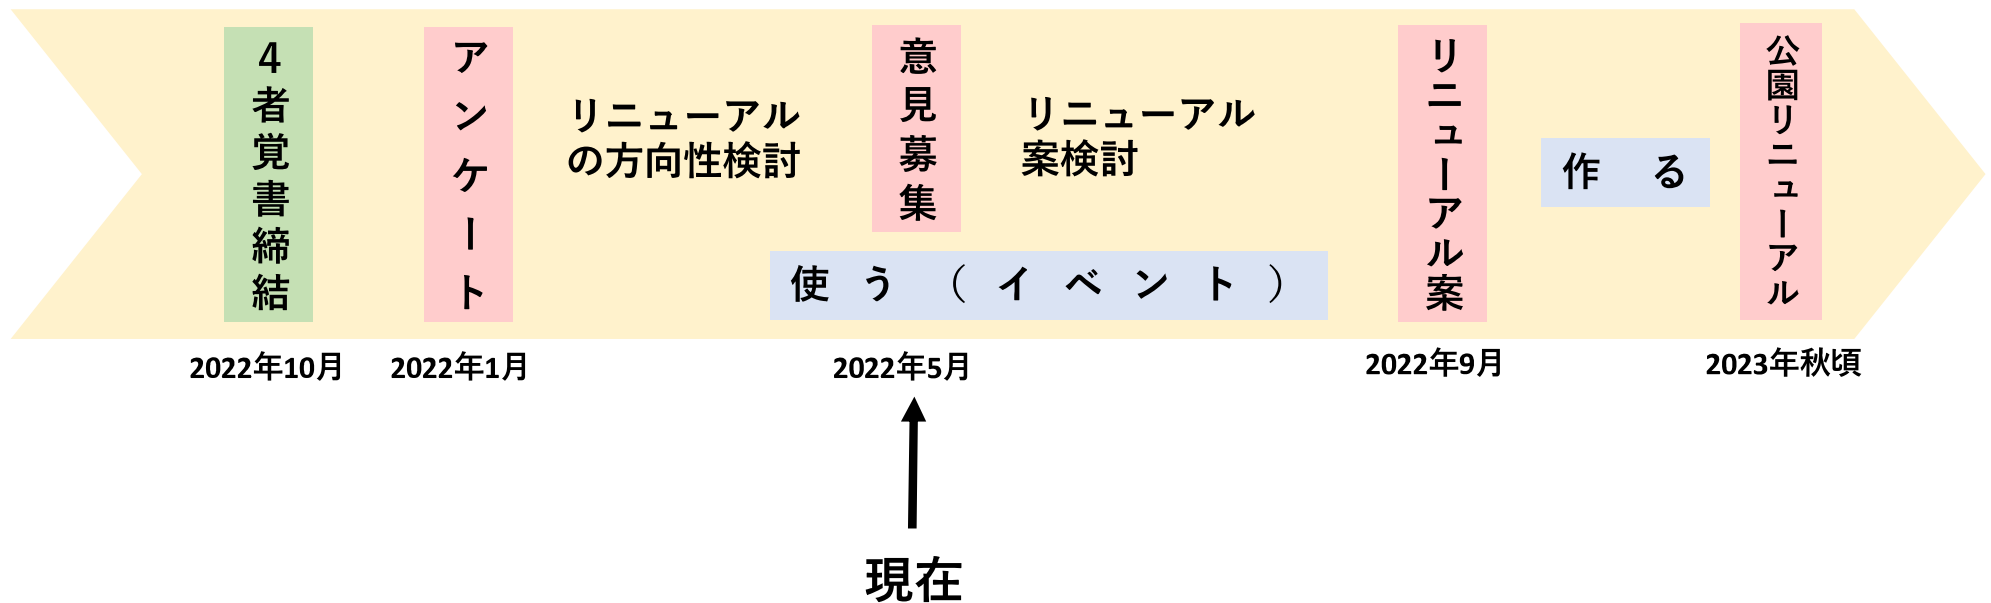 4者覚書締結
アンケート
リニューアル
の方向性検討
意見募集
リニューアル
案検討
使う（イベント）
リニューアル案
作る
公園リニューアル
2022年10月
2022年1月
2022年5月
2022年9月
2023年秋頃
現在